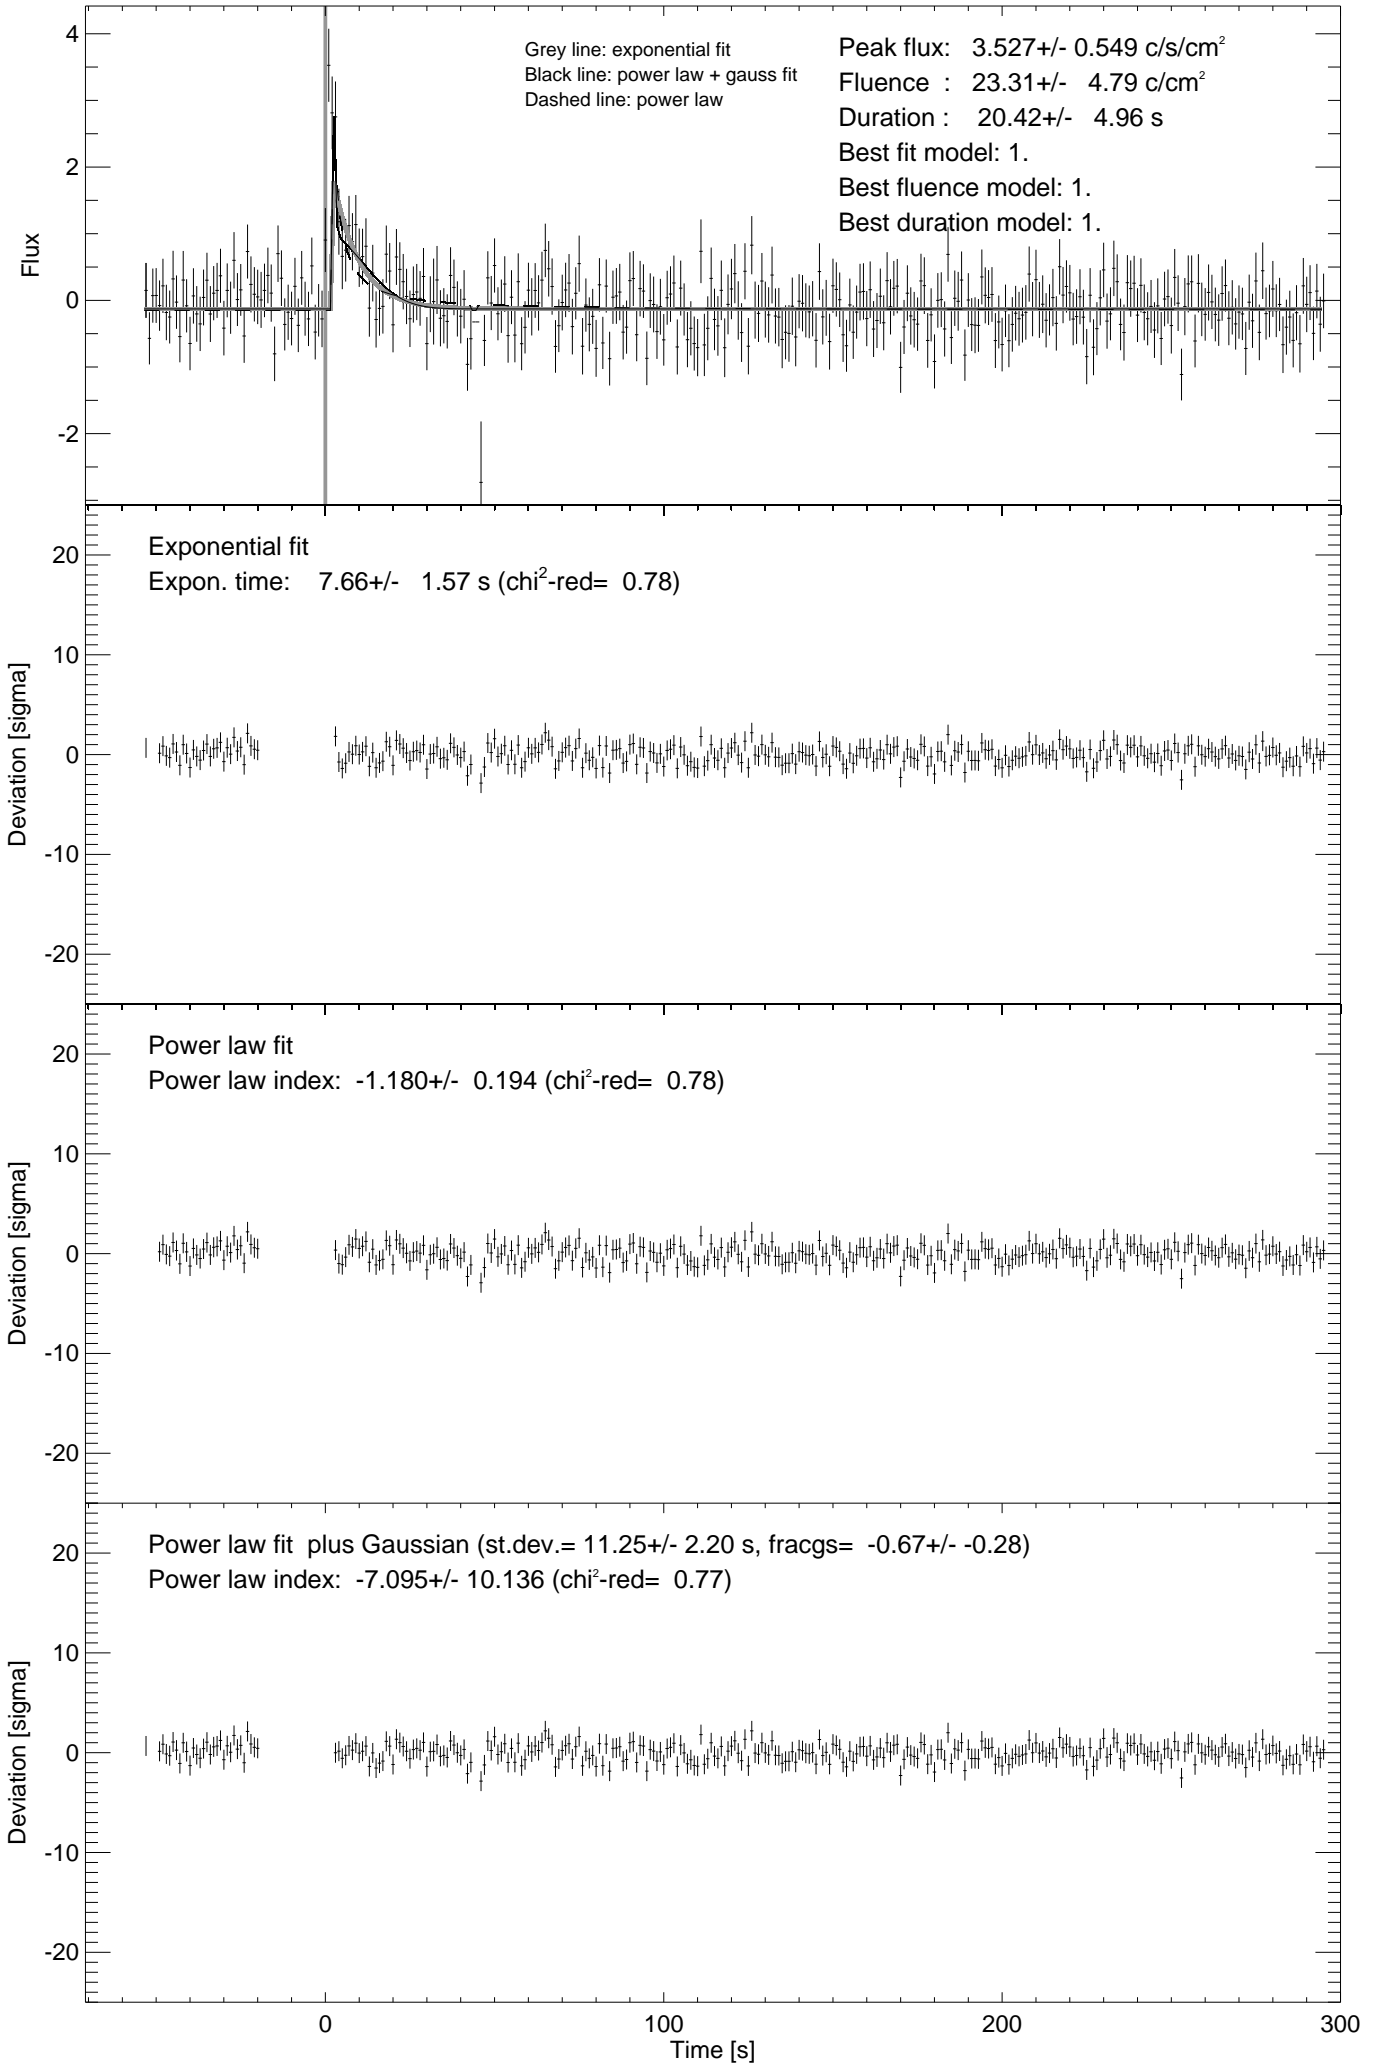 Grey line: exponential fit
Black line: power law + gauss fit
Dashed line: power law
Peak flux: 3.527+/- 0.549 c/s/cm²
Fluence : 23.31+/- 4.79 c/cm²
Duration : 20.42+/- 4.96 s
Best fit model: 1.
Best fluence model: 1.
Best duration model: 1.
Flux
4
2
0
-2
Exponential fit
Expon. time: 7.66+/- 1.57 s (chi²-red= 0.78)
Deviation [sigma]
20
10
0
-10
-20
Power law fit
Power law index: -1.180+/- 0.194 (chi²-red= 0.78)
Deviation [sigma]
20
10
0
-10
-20
Power law fit plus Gaussian (st.dev.= 11.25+/- 2.20 s, fracgs= -0.67+/- -0.28)
Power law index: -7.095+/- 10.136 (chi²-red= 0.77)
Deviation [sigma]
20
10
0
-10
-20
0 100 200 300
Time [s]